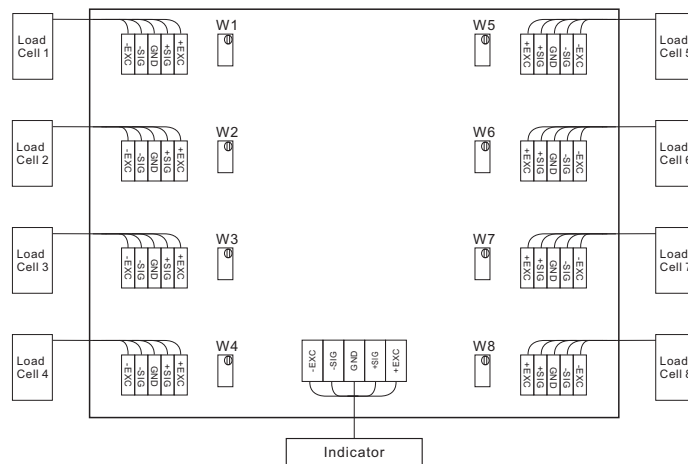 Load
Cell 1
-EXC
-SIG
GND
+SIG
+EXC
W1
W5
+EXC
+SIG
GND
-SIG
-EXC
Load
Cell 5
Load
Cell 2
-EXC
-SIG
GND
+SIG
+EXC
W2
W6
+EXC
+SIG
GND
-SIG
-EXC
Load
Cell 6
Load
Cell 3
-EXC
-SIG
GND
+SIG
+EXC
W3
W7
+EXC
+SIG
GND
-SIG
-EXC
Load
Cell 7
Load
Cell 4
-EXC
-SIG
GND
+SIG
+EXC
W4
-EXC
-SIG
GND
+SIG
+EXC
W8
+EXC
+SIG
GND
-SIG
-EXC
Load
Cell 8
Indicator